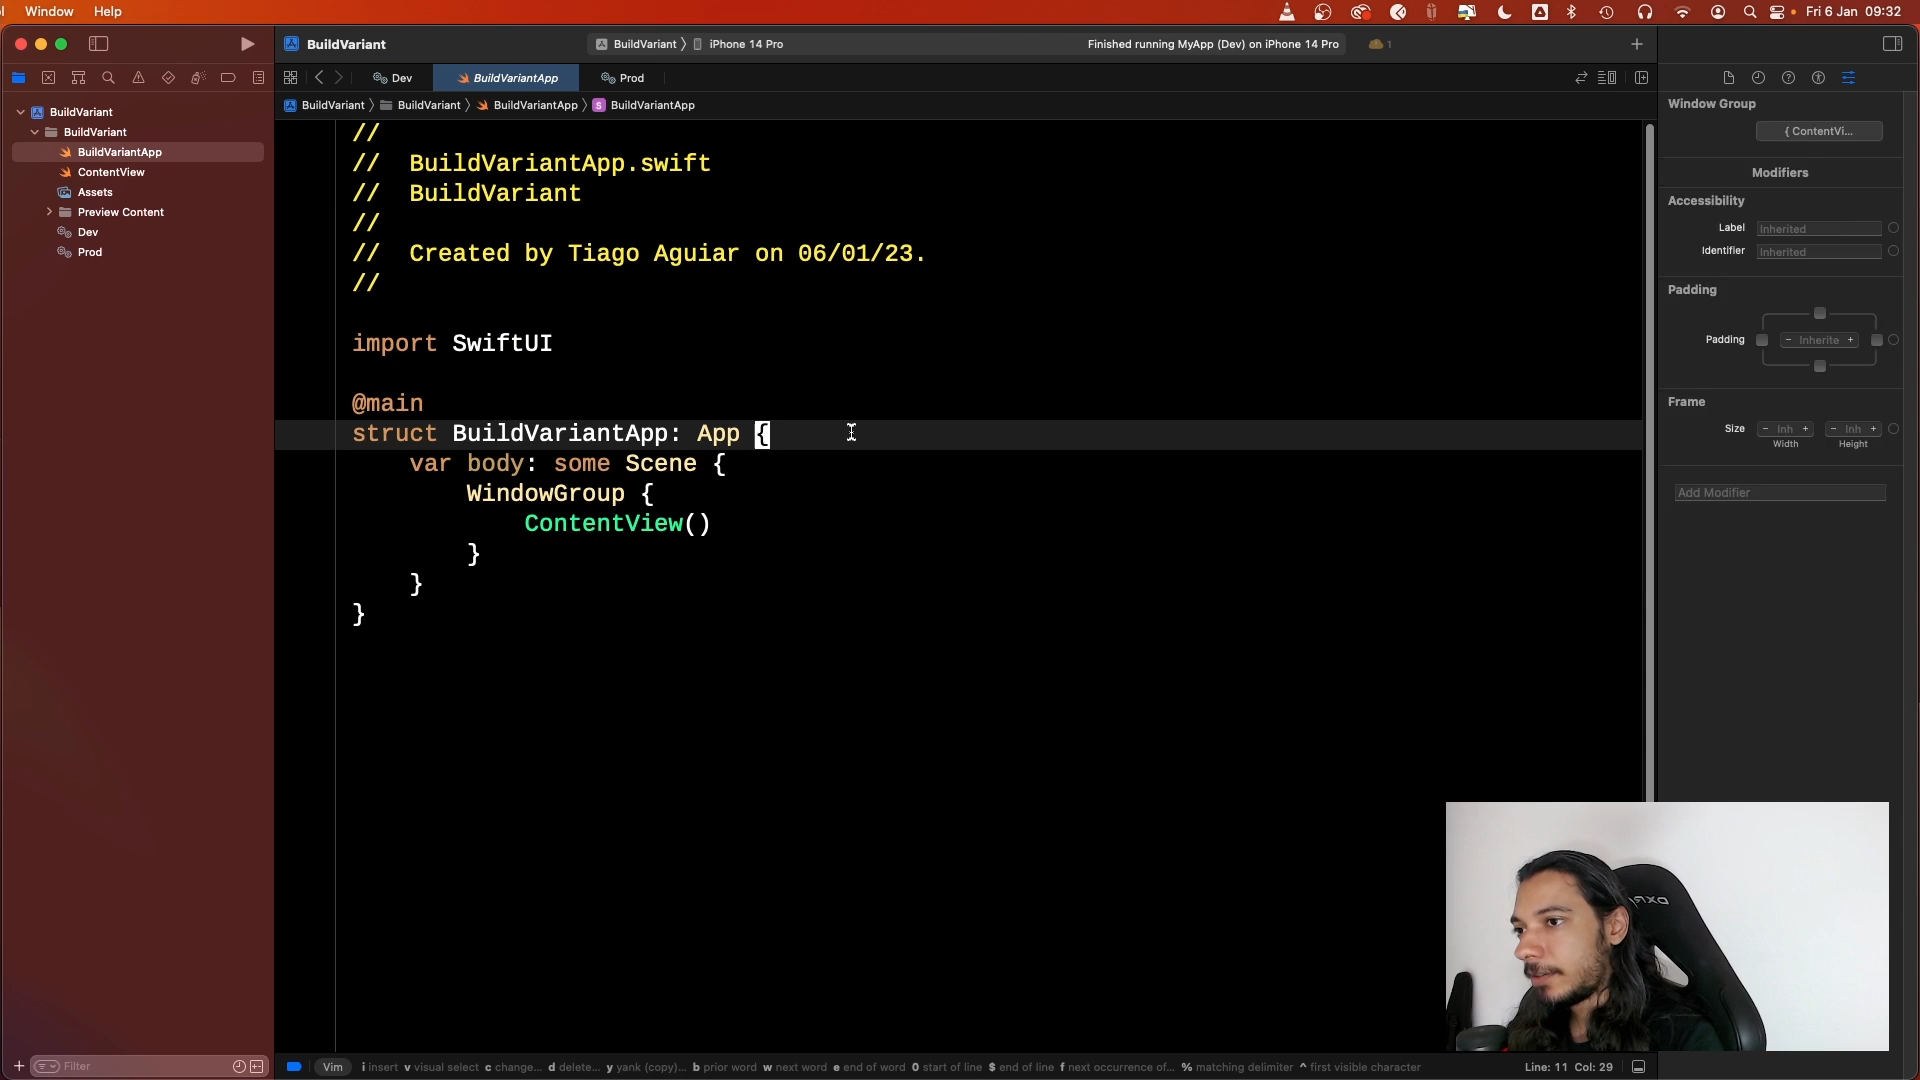 Window Help
Fri 6 Jan 09:32
BuildVariant
BuildVariant iPhone 14 Pro
Finished running MyApp (Dev) on iPhone 14 Pro
1
Dev
BuildVariantApp
Prod
BuildVariant
BuildVariant
BuildVariantApp
BuildVariantApp
BuildVariant
BuildVariant
BuildVariantApp
ContentView
Assets
Preview Content
Dev
Prod
//
// BuildVariantApp.swift
// BuildVariant
//
// Created by Tiago Aguiar on 06/01/23.
//
import SwiftUI
@main
struct BuildVariantApp: App {
var body: some Scene {
WindowGroup {
ContentView()
}
}
}
Window Group
{ ContentVi...
Modifiers
Accessibility
Label Inherited
Identifier Inherited
Padding
Padding − Inherite +
Frame
Size − Inh + − Inh +
Width Height
Add Modifier
DXRA
Filter
Vim i insert v visual select c change... d delete... y yank (copy)... b prior word w next word e end of word 0 start of line $ end of line f next occurrence of... % matching delimiter ^ first visible character
Line: 11 Col: 29